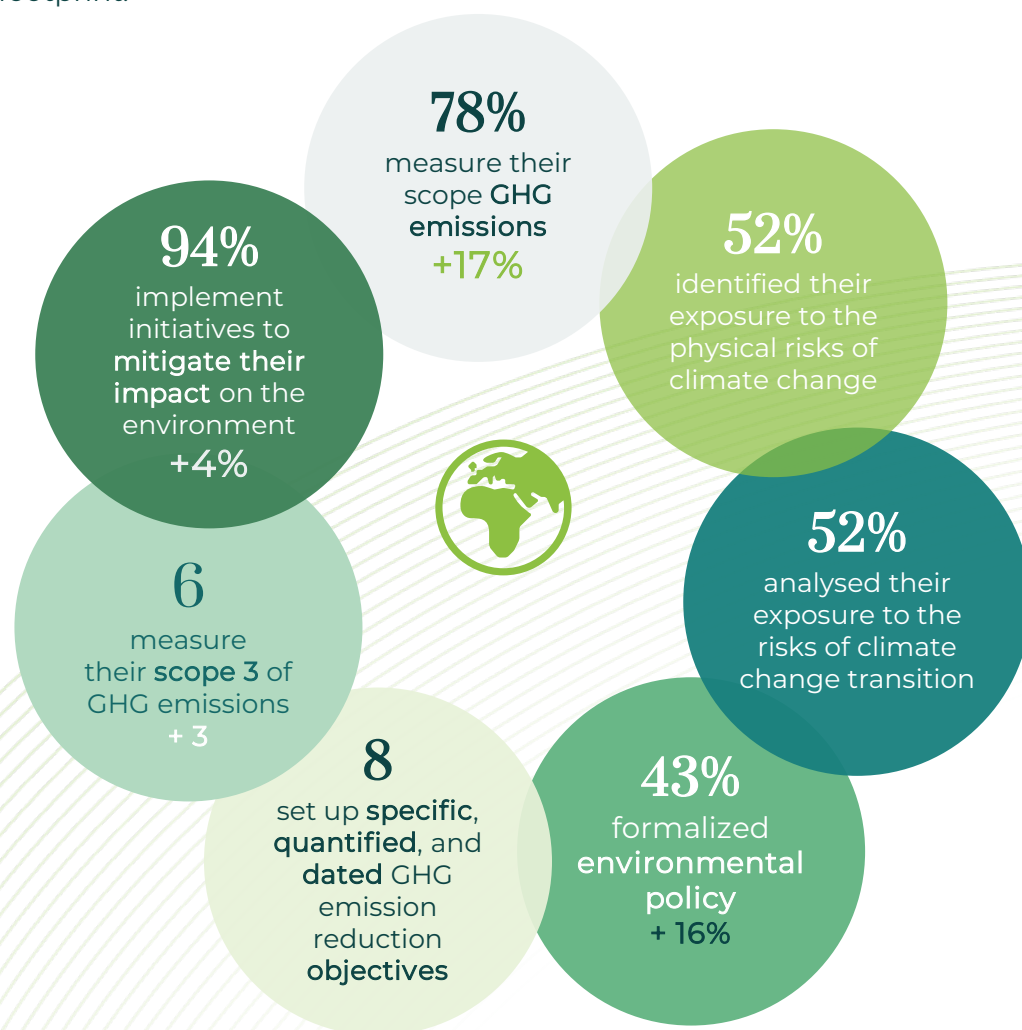 78%
measure their
scope GHG
emissions
+17%
52%
identified their
exposure to the
physical risks of
climate change
52%
analysed their
exposure to the
risks of climate
change transition
43%
formalized
environmental
policy
+ 16%
8
set up specific,
quantified, and
dated GHG
emission
reduction
objectives
6
measure
their scope 3 of
GHG emissions
+ 3
94%
implement
initiatives to
mitigate their
impact on the
environment
+4%